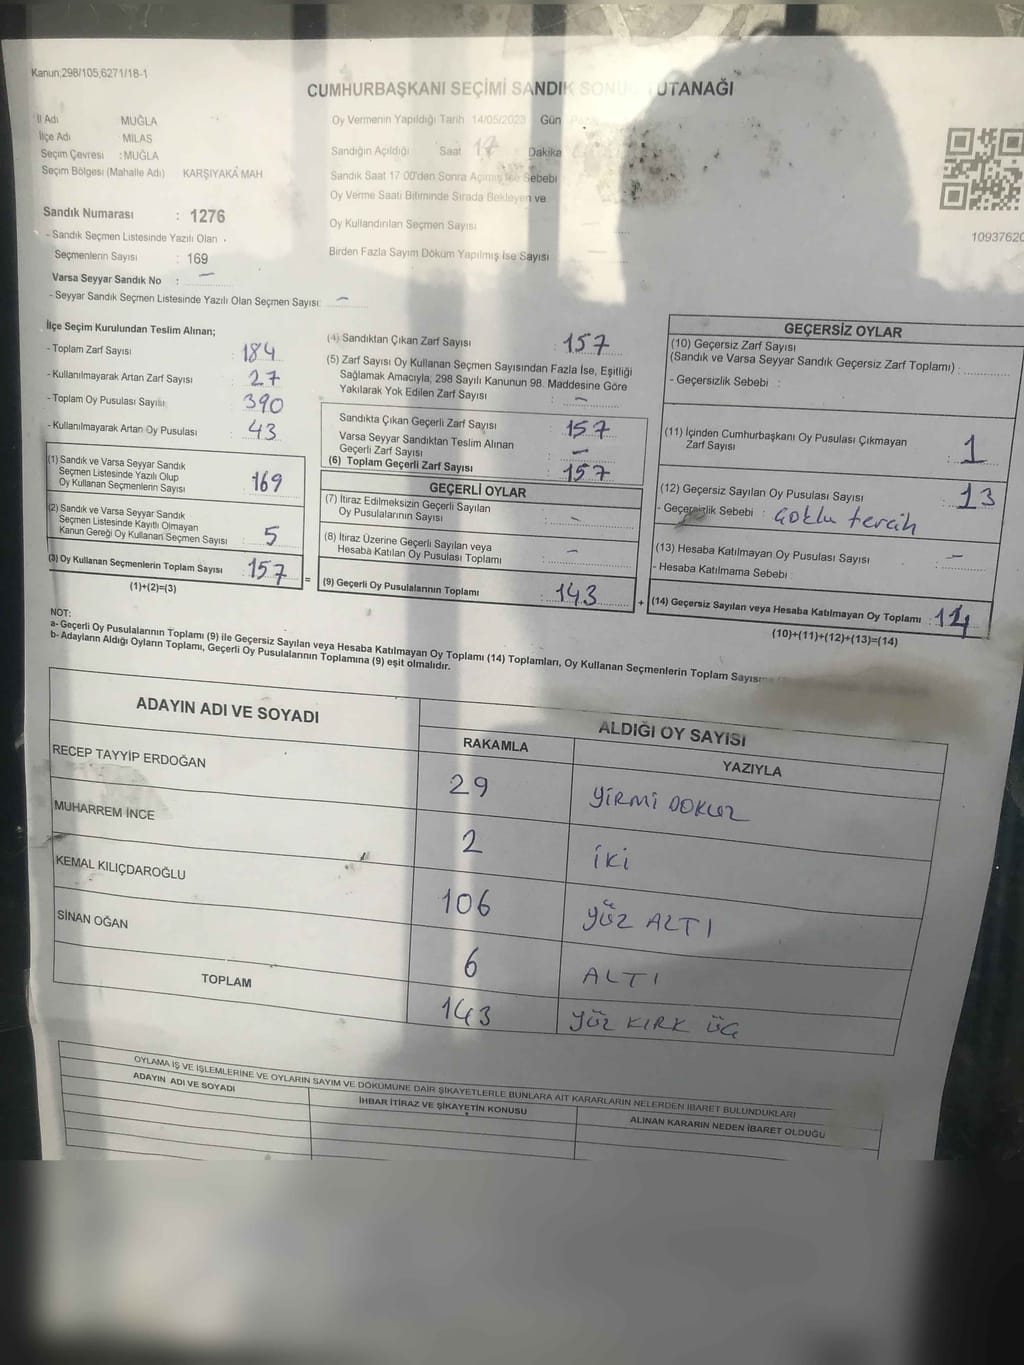 Kanun;298/105,6271/18-1
CUMHURBAŞKANI SEÇİMİ SANDIK SONUÇ TUTANAĞI
İl Adı MUĞLA
İlçe Adı MİLAS
Seçim Çevresi : MUĞLA
Seçim Bölgesi (Mahalle Adı) KARŞIYAKA MAH
Sandık Numarası : 1276
- Sandık Seçmen Listesinde Yazılı Olan
Seçmenlerin Sayısı : 169
Varsa Seyyar Sandık No : —
- Seyyar Sandık Seçmen Listesinde Yazılı Olan Seçmen Sayısı: —
Oy Vermenin Yapıldığı Tarih 14/05/2023 Gün
Sandığın Açıldığı Saat 17 Dakika
Sandık Saat 17:00'den Sonra Açılmış İse Sebebi
Oy Verme Saati Bitiminde Sırada Bekleyen ve
Oy Kullandırılan Seçmen Sayısı
Birden Fazla Sayım Döküm Yapılmış İse Sayısı
1093762
İlçe Seçim Kurulundan Teslim Alınan;
- Toplam Zarf Sayısı : 184
- Kullanılmayarak Artan Zarf Sayısı : 27
- Toplam Oy Pusulası Sayısı : 390
- Kullanılmayarak Artan Oy Pusulası : 43
(1) Sandık ve Varsa Seyyar Sandık
Seçmen Listesinde Yazılı Olup
Oy Kullanan Seçmenlerin Sayısı : 169
(2) Sandık ve Varsa Seyyar Sandık
Seçmen Listesinde Kayıtlı Olmayan
Kanun Gereği Oy Kullanan Seçmen Sayısı : 5
(3) Oy Kullanan Seçmenlerin Toplam Sayısı : 157 =
(1)+(2)=(3)
(4) Sandıktan Çıkan Zarf Sayısı : 157
(5) Zarf Sayısı Oy Kullanan Seçmen Sayısından Fazla İse, Eşitliği
Sağlamak Amacıyla; 298 Sayılı Kanunun 98. Maddesine Göre
Yakılarak Yok Edilen Zarf Sayısı : —
Sandıkta Çıkan Geçerli Zarf Sayısı : 157
Varsa Seyyar Sandıktan Teslim Alınan
Geçerli Zarf Sayısı : —
(6) Toplam Geçerli Zarf Sayısı : 157
GEÇERLİ OYLAR
(7) İtiraz Edilmeksizin Geçerli Sayılan
Oy Pusulalarının Sayısı : —
(8) İtiraz Üzerine Geçerli Sayılan veya
Hesaba Katılan Oy Pusulası Toplamı : —
(9) Geçerli Oy Pusulalarının Toplamı : 143 +
GEÇERSİZ OYLAR
(10) Geçersiz Zarf Sayısı
(Sandık ve Varsa Seyyar Sandık Geçersiz Zarf Toplamı) :
- Geçersizlik Sebebi :
(11) İçinden Cumhurbaşkanı Oy Pusulası Çıkmayan
Zarf Sayısı : 1
(12) Geçersiz Sayılan Oy Pusulası Sayısı : 13
- Geçersizlik Sebebi : çoklu tercih
(13) Hesaba Katılmayan Oy Pusulası Sayısı : —
- Hesaba Katılmama Sebebi :
(14) Geçersiz Sayılan veya Hesaba Katılmayan Oy Toplamı : 14
(10)+(11)+(12)+(13)=(14)
NOT:
a- Geçerli Oy Pusulalarının Toplamı (9) ile Geçersiz Sayılan veya Hesaba Katılmayan Oy Toplamı (14) Toplamları, Oy Kullanan Seçmenlerin Toplam Sayısı
b- Adayların Aldığı Oyların Toplamı, Geçerli Oy Pusulalarının Toplamına (9) eşit olmalıdır.
ADAYIN ADI VE SOYADI
ALDIĞI OY SAYISI
RAKAMLA YAZIYLA
RECEP TAYYİP ERDOĞAN 29 YİRMİ DOKUZ
MUHARREM İNCE 2 İKİ
KEMAL KILIÇDAROĞLU 106 YÜZ ALTI
SİNAN OĞAN 6 ALTI
TOPLAM 143 YÜZ KIRK ÜÇ
OYLAMA İŞ VE İŞLEMLERİNE VE OYLARIN SAYIM VE DÖKÜMÜNE DAİR ŞİKAYETLERLE BUNLARA AİT KARARLARIN NELERDEN İBARET BULUNDUKLARI
ADAYIN ADI VE SOYADI
İHBAR İTİRAZ VE ŞİKAYETİN KONUSU
ALINAN KARARIN NEDEN İBARET OLDUĞU